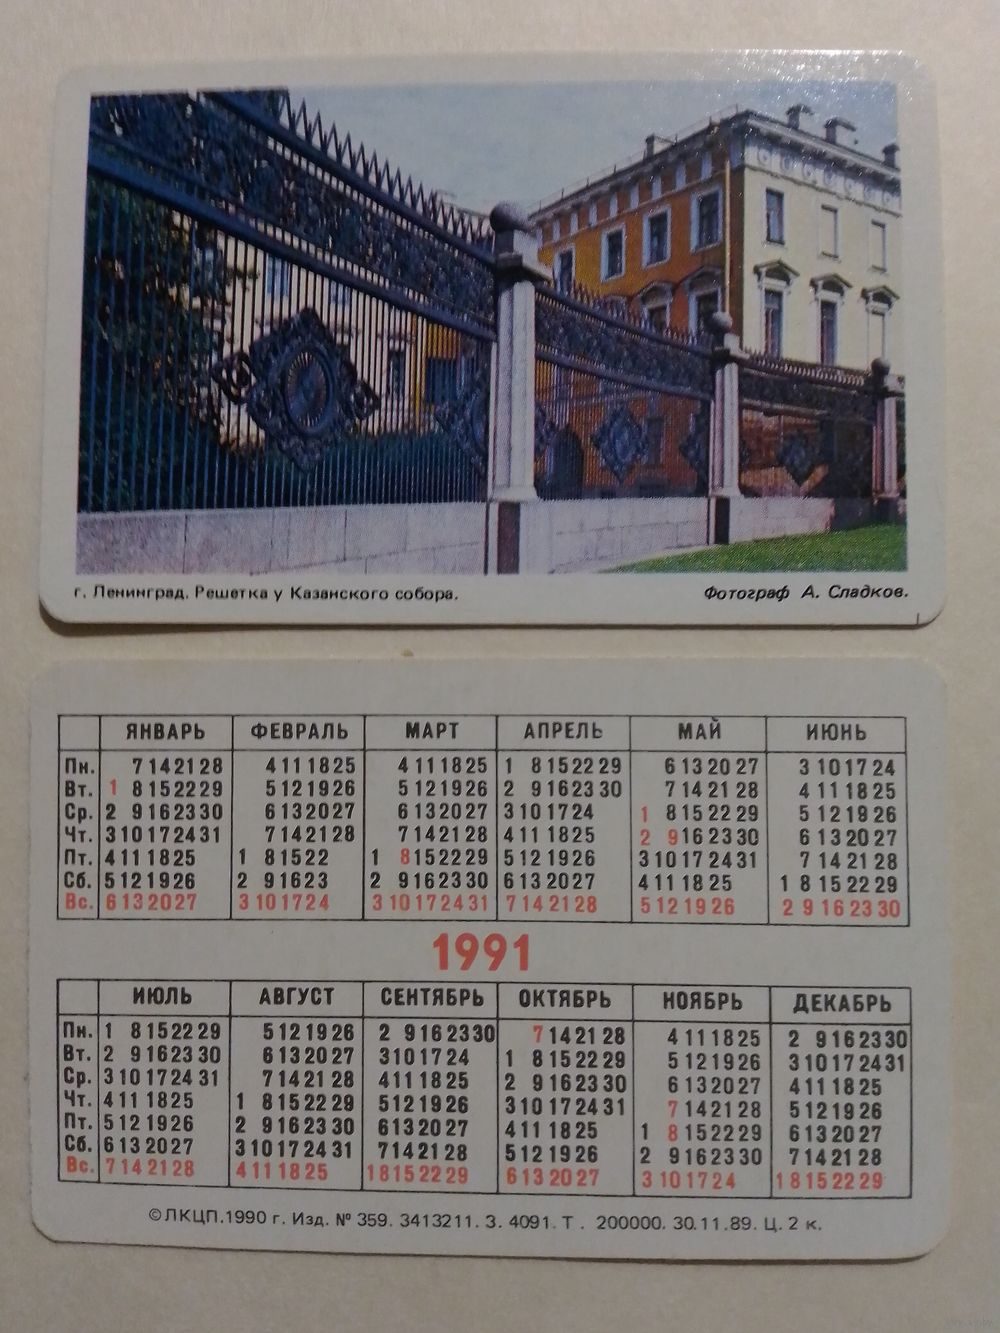 г. Ленинград. Решетка у Казанского собора. Фотограф А. Сладков.
ЯНВАРЬ ФЕВРАЛЬ МАРТ АПРЕЛЬ МАЙ ИЮНЬ
Пн. 7 14 21 28 4 11 18 25 4 11 18 25 1 8 15 22 29 6 13 20 27 3 10 17 24
Вт. 1 8 15 22 29 5 12 19 26 5 12 19 26 2 9 16 23 30 7 14 21 28 4 11 18 25
Ср. 2 9 16 23 30 6 13 20 27 6 13 20 27 3 10 17 24 1 8 15 22 29 5 12 19 26
Чт. 3 10 17 24 31 7 14 21 28 7 14 21 28 4 11 18 25 2 9 16 23 30 6 13 20 27
Пт. 4 11 18 25 1 8 15 22 1 8 15 22 29 5 12 19 26 3 10 17 24 31 7 14 21 28
Сб. 5 12 19 26 2 9 16 23 2 9 16 23 30 6 13 20 27 4 11 18 25 1 8 15 22 29
Вс. 6 13 20 27 3 10 17 24 3 10 17 24 31 7 14 21 28 5 12 19 26 2 9 16 23 30
1991
ИЮЛЬ АВГУСТ СЕНТЯБРЬ ОКТЯБРЬ НОЯБРЬ ДЕКАБРЬ
Пн. 1 8 15 22 29 5 12 19 26 2 9 16 23 30 7 14 21 28 4 11 18 25 2 9 16 23 30
Вт. 2 9 16 23 30 6 13 20 27 3 10 17 24 1 8 15 22 29 5 12 19 26 3 10 17 24 31
Ср. 3 10 17 24 31 7 14 21 28 4 11 18 25 2 9 16 23 30 6 13 20 27 4 11 18 25
Чт. 4 11 18 25 1 8 15 22 29 5 12 19 26 3 10 17 24 31 7 14 21 28 5 12 19 26
Пт. 5 12 19 26 2 9 16 23 30 6 13 20 27 4 11 18 25 1 8 15 22 29 6 13 20 27
Сб. 6 13 20 27 3 10 17 24 31 7 14 21 28 5 12 19 26 2 9 16 23 30 7 14 21 28
Вс. 7 14 21 28 4 11 18 25 1 8 15 22 29 6 13 20 27 3 10 17 24 1 8 15 22 29
©ЛКЦП.1990 г. Изд. № 359. 3413211. З. 4091. Т. 200000. 30.11.89. Ц. 2 к.